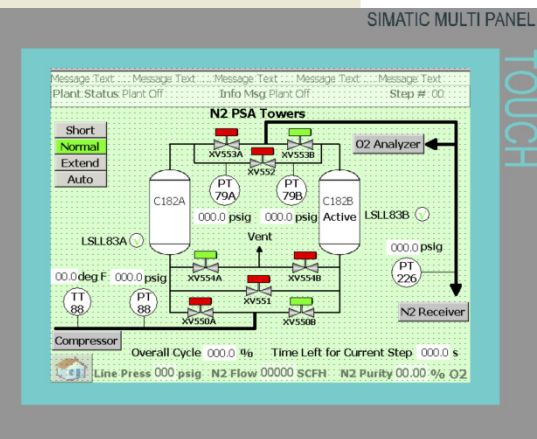 SIMATIC MULTI PANEL
TOUCH
Message Text .... Message Text .... Message Text .... Message Text .... Message Text
Plant Status Plant Off Info Msg Plant Off Step # 00
N2 PSA Towers
Short
Normal
Extend
Auto
XV553A
XV552
XV553B
O2 Analyzer
PT 79A
PT 79B
C182A
C182B
Active
000.0 psig
000.0 psig
LSLL83A
LSLL83B
Vent
000.0 psig
PT 226
00.0 deg F
000.0 psig
XV554A
XV554B
TT 88
PT 88
XV551
XV550A
XV550B
N2 Receiver
Compressor
Overall Cycle 000.0 % Time Left for Current Step 000.0 s
Line Press 000 psig N2 Flow 00000 SCFH N2 Purity 00.00 % O2